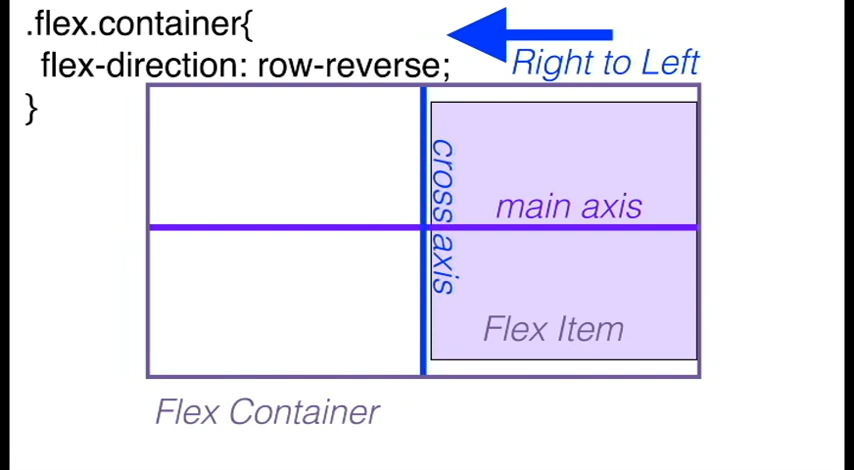 .flex.container{
flex-direction: row-reverse;
}
Right to Left
cross axis
main axis
Flex Item
Flex Container